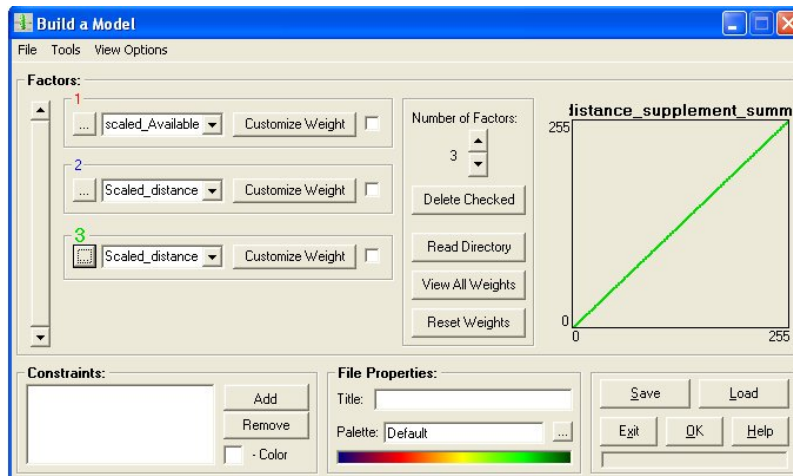 Build a Model
File Tools View Options
Factors:
1
... scaled_Available Customize Weight
2
... Scaled_distance Customize Weight
3
Scaled_distance Customize Weight
Number of Factors:
3
Delete Checked
Read Directory
View All Weights
Reset Weights
distance_supplement_summ
255
0
0 255
Constraints:
Add
Remove
- Color
File Properties:
Title:
Palette: Default ...
Save Load
Exit OK Help